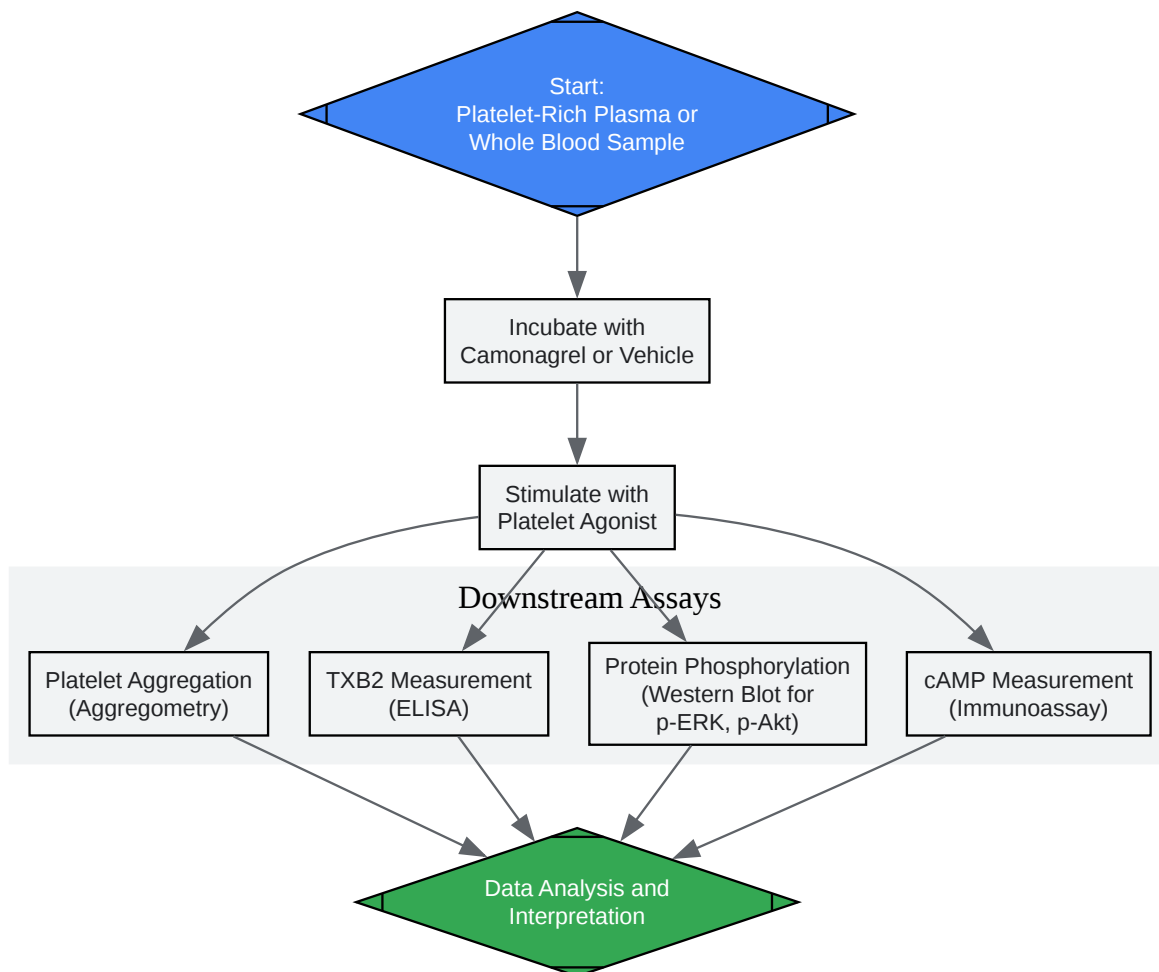 Start:
Platelet-Rich Plasma or
Whole Blood Sample
Incubate with
Camonagrel or Vehicle
Stimulate with
Platelet Agonist
Downstream Assays
Platelet Aggregation
(Aggregometry)
TXB2 Measurement
(ELISA)
Protein Phosphorylation
(Western Blot for
p-ERK, p-Akt)
cAMP Measurement
(Immunoassay)
Data Analysis and
Interpretation